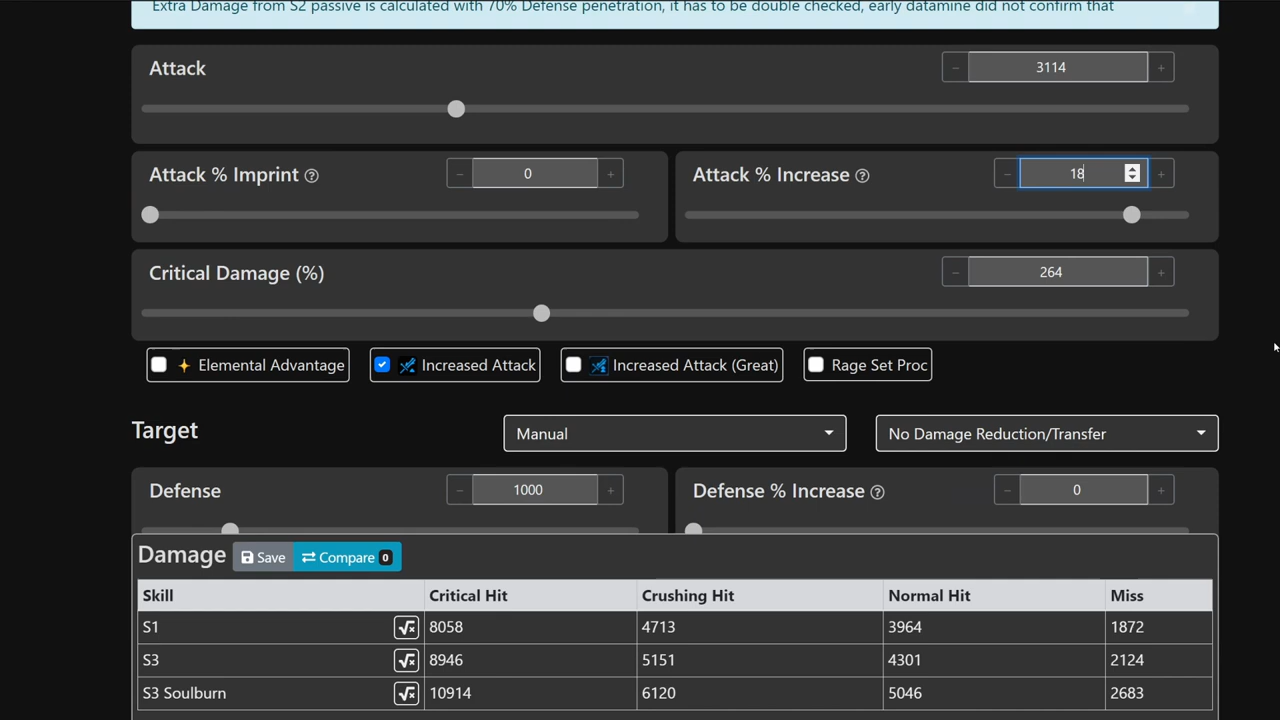 Extra Damage from S2 passive is calculated with 70% Defense penetration, it has to be double checked, early datamine did not confirm that
Attack
− 3114 +
Attack % Imprint ?
− 0 +
Attack % Increase ?
− 18 +
Critical Damage (%)
− 264 +
Elemental Advantage
Increased Attack
Increased Attack (Great)
Rage Set Proc
Target
Manual
No Damage Reduction/Transfer
Defense
− 1000 +
Defense % Increase ?
− 0 +
Damage Save Compare 0
Skill Critical Hit Crushing Hit Normal Hit Miss
S1 √x 8058 4713 3964 1872
S3 √x 8946 5151 4301 2124
S3 Soulburn √x 10914 6120 5046 2683